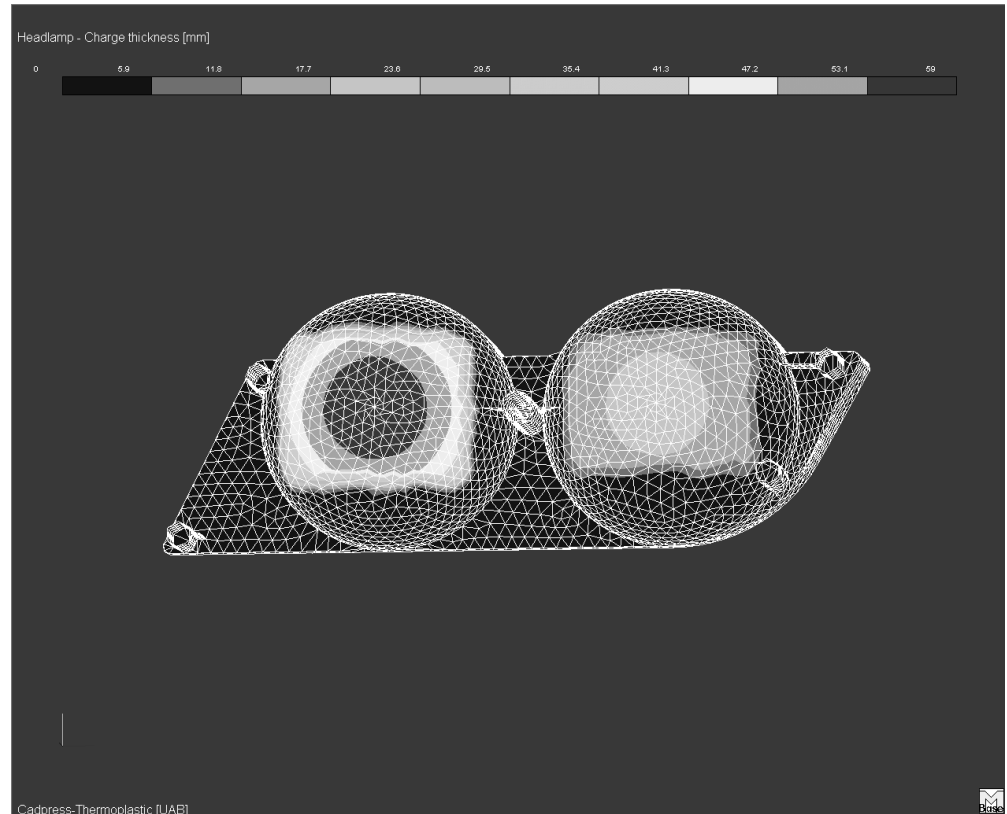 Headlamp - Charge thickness [mm]
0 5.9 11.8 17.7 23.6 29.5 35.4 41.3 47.2 53.1 59
Cadpress-Thermoplastic [UAB]
M
Base